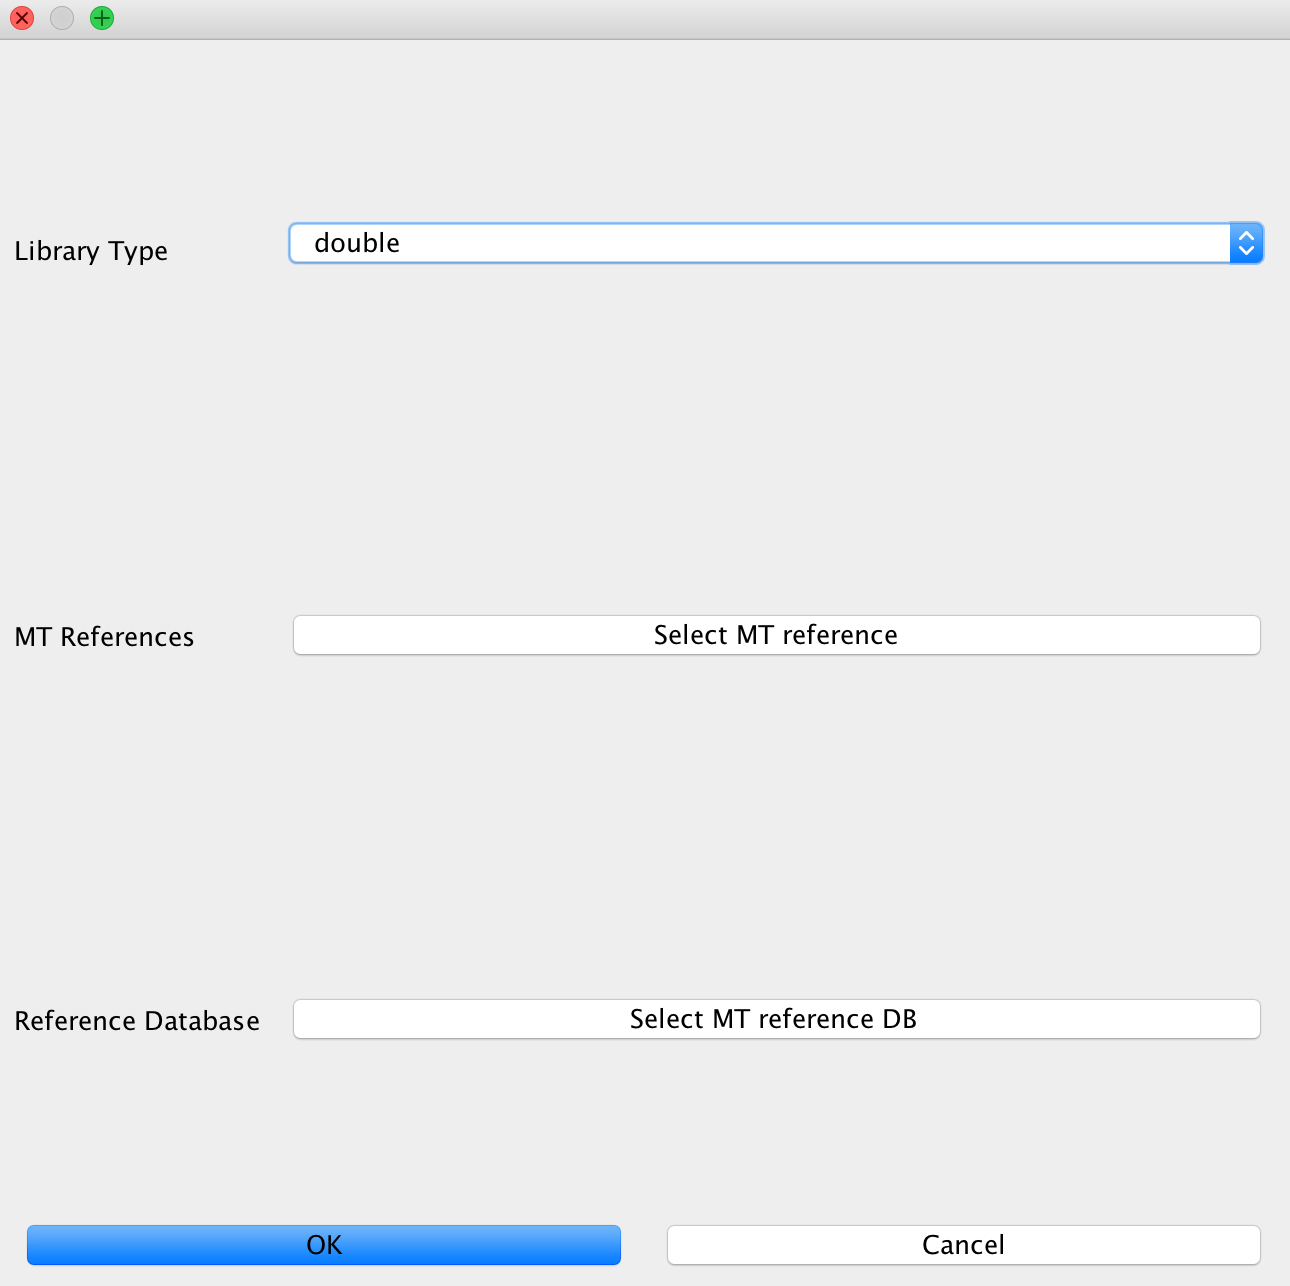 Library Type
double
MT References
Select MT reference
Reference Database
Select MT reference DB
OK
Cancel